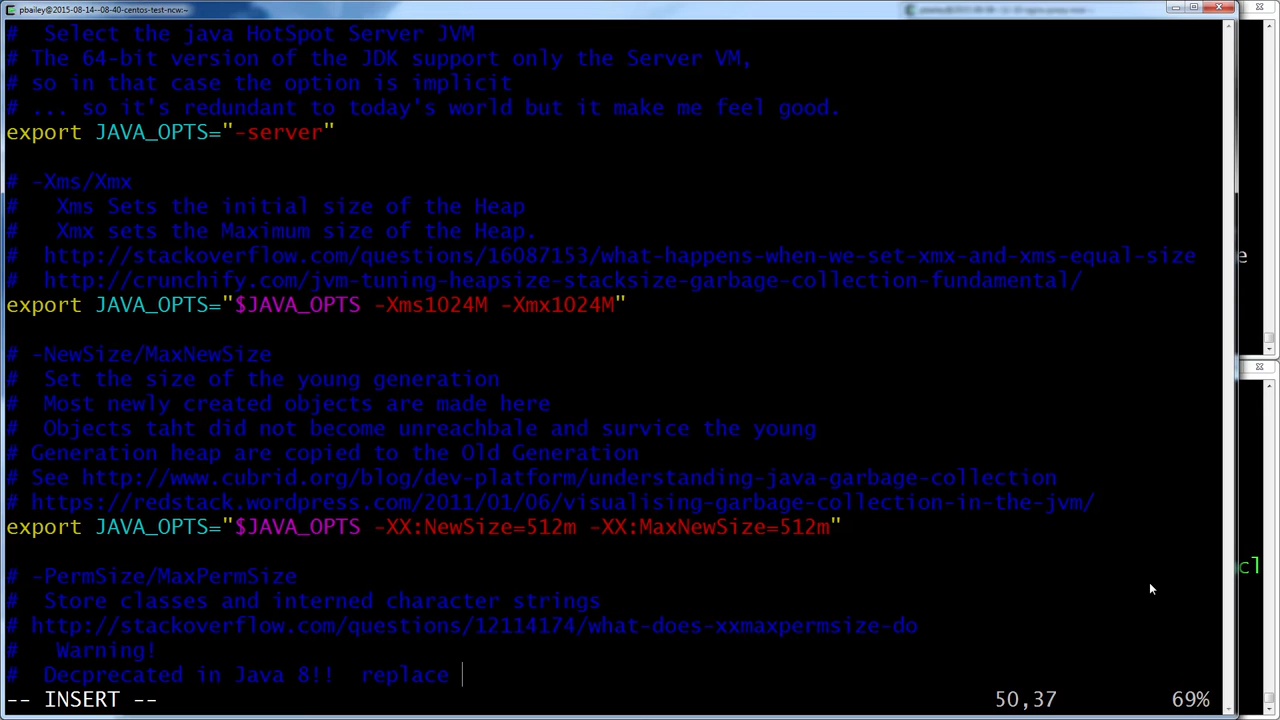 pbailey@2015-08-14--08-40-centos-test-ncw:~
#  Select the java HotSpot Server JVM
# The 64-bit version of the JDK support only the Server VM,
# so in that case the option is implicit
# ... so it's redundant to today's world but it make me feel good.
export JAVA_OPTS="-server"
# -Xms/Xmx
#   Xms Sets the initial size of the Heap
#   Xmx sets the Maximum size of the Heap.
#  http://stackoverflow.com/questions/16087153/what-happens-when-we-set-xmx-and-xms-equal-size
#  http://crunchify.com/jvm-tuning-heapsize-stacksize-garbage-collection-fundamental/
export JAVA_OPTS="$JAVA_OPTS -Xms1024M -Xmx1024M"
# -NewSize/MaxNewSize
#  Set the size of the young generation
#  Most newly created objects are made here
#  Objects taht did not become unreachbale and survice the young
# Generation heap are copied to the Old Generation
# See http://www.cubrid.org/blog/dev-platform/understanding-java-garbage-collection
# https://redstack.wordpress.com/2011/01/06/visualising-garbage-collection-in-the-jvm/
export JAVA_OPTS="$JAVA_OPTS -XX:NewSize=512m -XX:MaxNewSize=512m"
# -PermSize/MaxPermSize
#  Store classes and interned character strings
# http://stackoverflow.com/questions/12114174/what-does-xxmaxpermsize-do
#   Warning!
#  Decprecated in Java 8!!  replace
-- INSERT -- 50,37 69%
e
cl